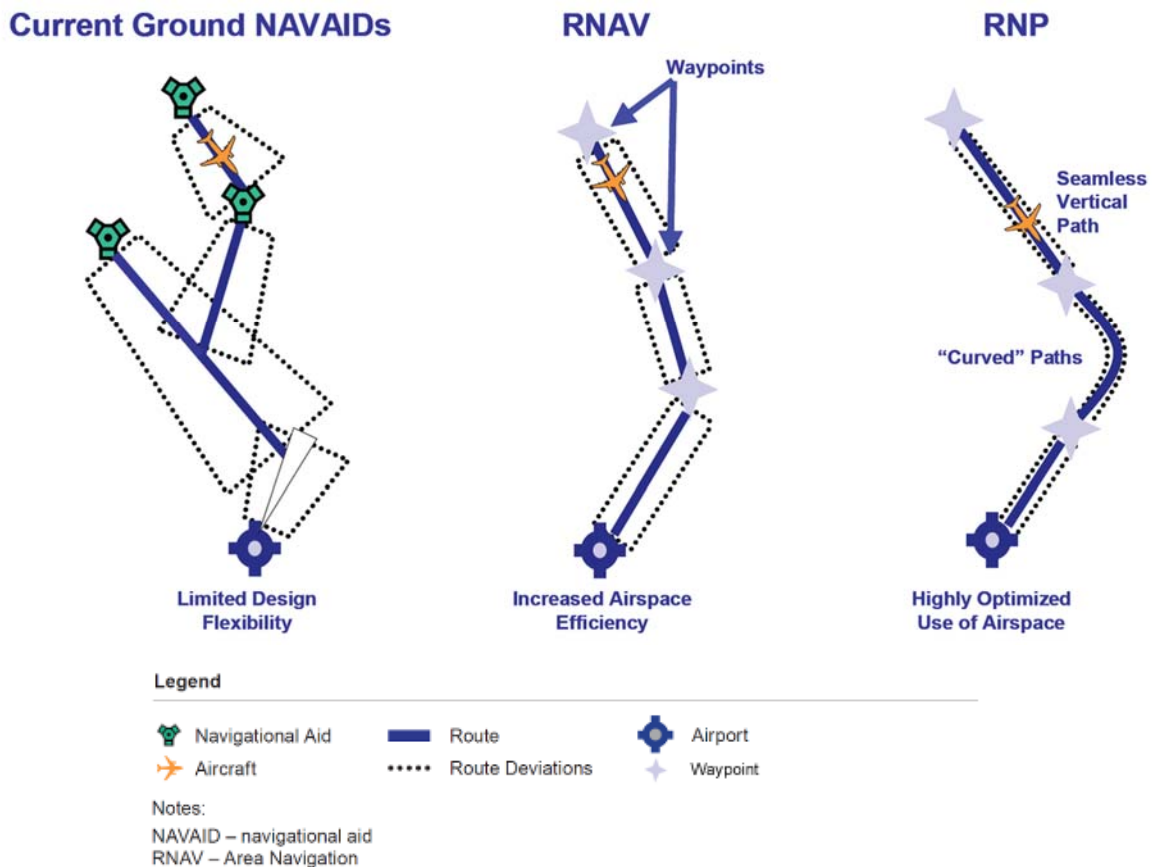 Current Ground NAVAIDs
RNAV
RNP
Waypoints
Seamless
Vertical
Path
“Curved” Paths
Limited Design
Flexibility
Increased Airspace
Efficiency
Highly Optimized
Use of Airspace
Legend
Navigational Aid
Route
Airport
Aircraft
Route Deviations
Waypoint
Notes:
NAVAID – navigational aid
RNAV – Area Navigation